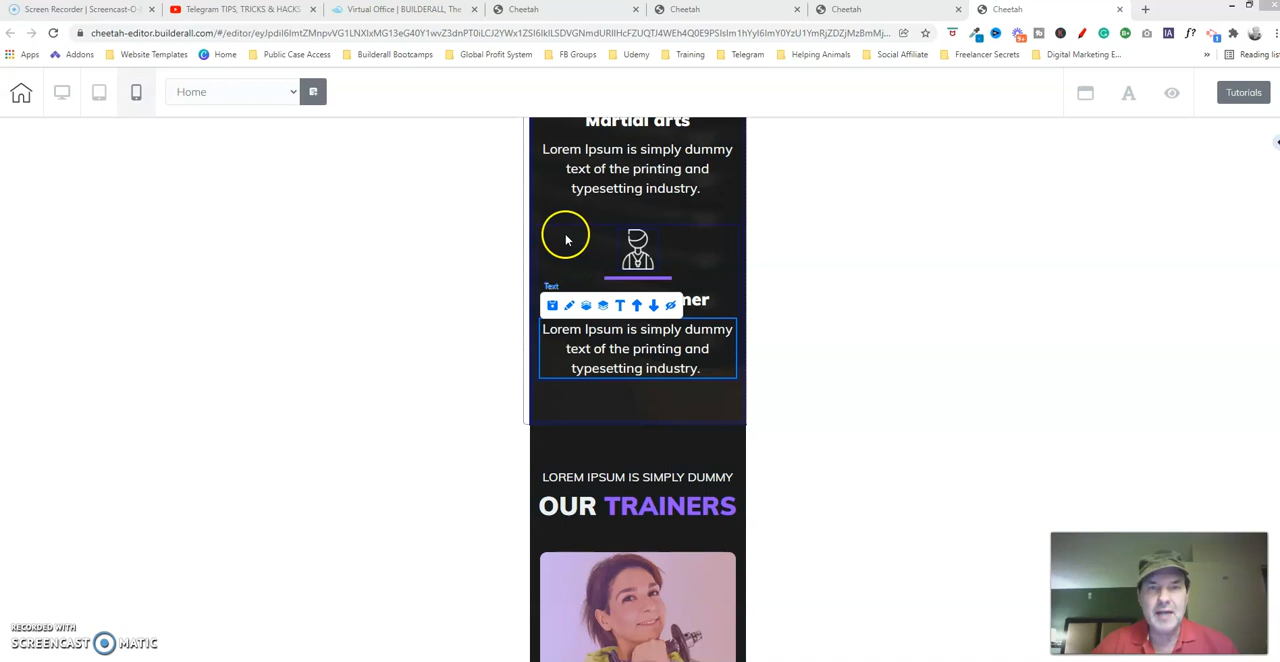 Screen Recorder | Screencast-O-
Telegram TIPS, TRICKS & HACKS
Virtual Office | BUILDERALL, The
Cheetah
Cheetah
Cheetah
Cheetah
Apps
Addons
Website Templates
Home
Public Case Access
Builderall Bootcamps
Global Profit System
FB Groups
Udemy
Training
Telegram
Helping Animals
Social Affiliate
Freelancer Secrets
Digital Marketing E...
Reading list
Home
Tutorials
Martial arts
Lorem Ipsum is simply dummy
text of the printing and
typesetting industry.
Text
ner
Lorem Ipsum is simply dummy
text of the printing and
typesetting industry.
LOREM IPSUM IS SIMPLY DUMMY
OUR TRAINERS
RECORDED WITH
SCREENCAST MATIC